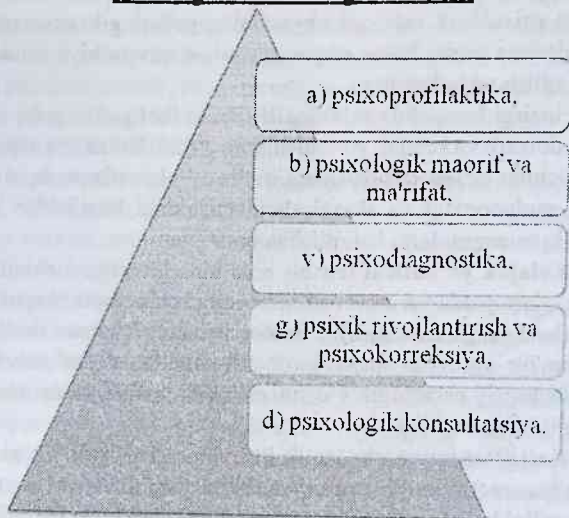 a) psixoprofilaktika,
b) psixologik maorif va
ma'rifat,
v) psixodiagnostika,
g) psixik rivojlantirish va
psixokorreksiya,
d) psixologik konsultatsiya.